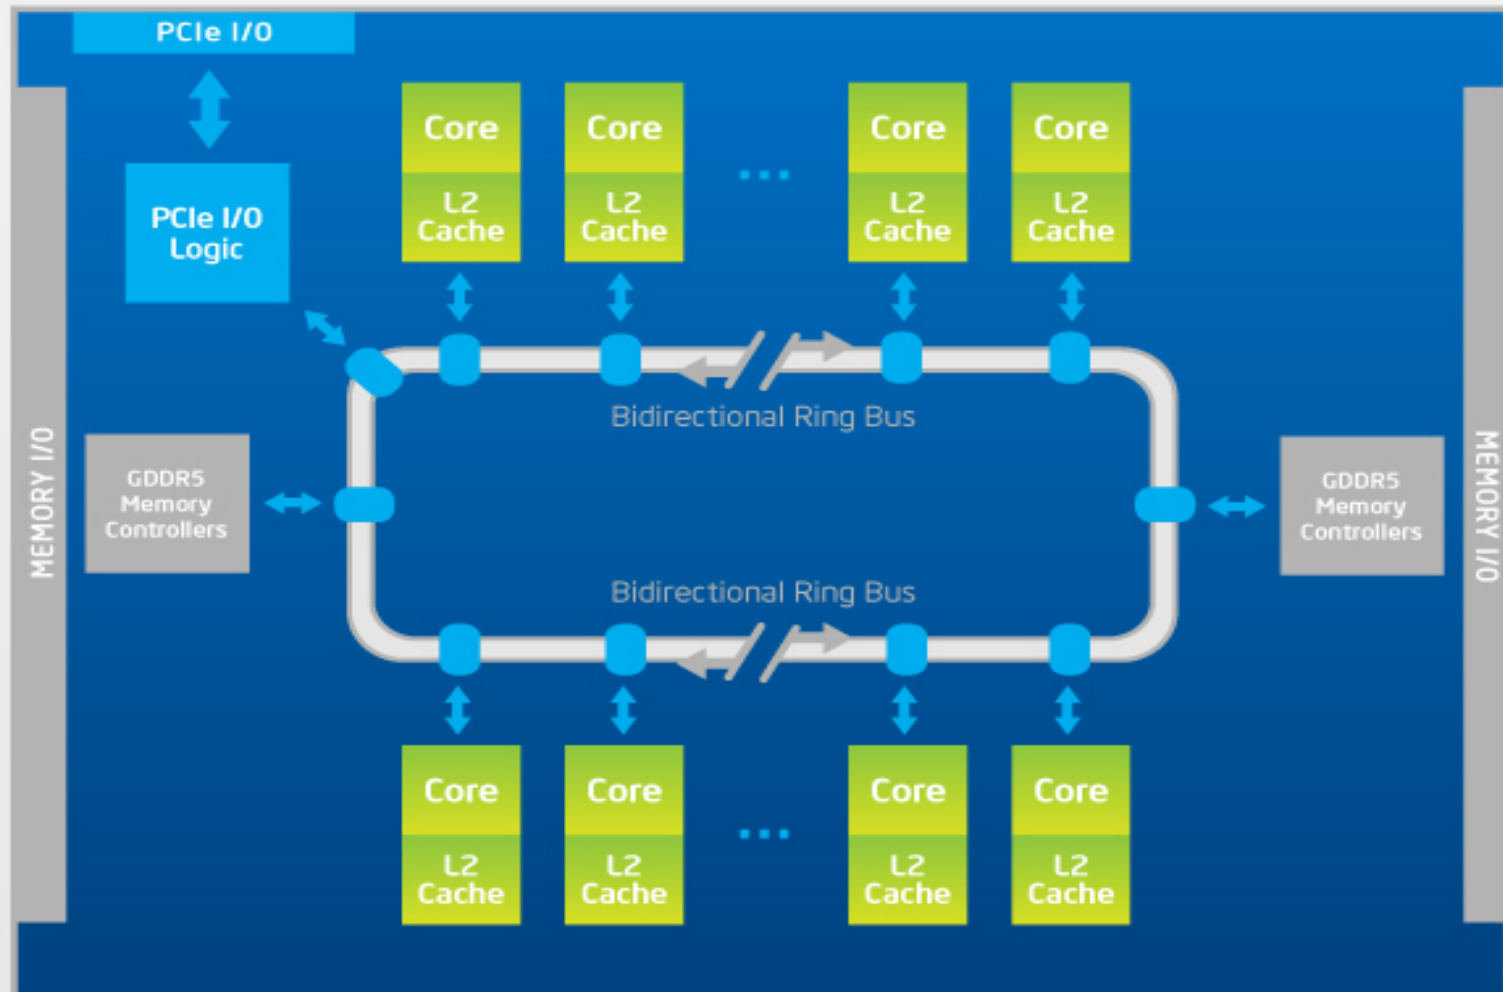 PCIe I/O
PCIe I/O
Logic
Core
L2
Cache
Core
L2
Cache
...
Core
L2
Cache
Core
L2
Cache
Bidirectional Ring Bus
MEMORY I/O
GDDR5
Memory
Controllers
GDDR5
Memory
Controllers
MEMORY I/O
Bidirectional Ring Bus
Core
L2
Cache
Core
L2
Cache
...
Core
L2
Cache
Core
L2
Cache